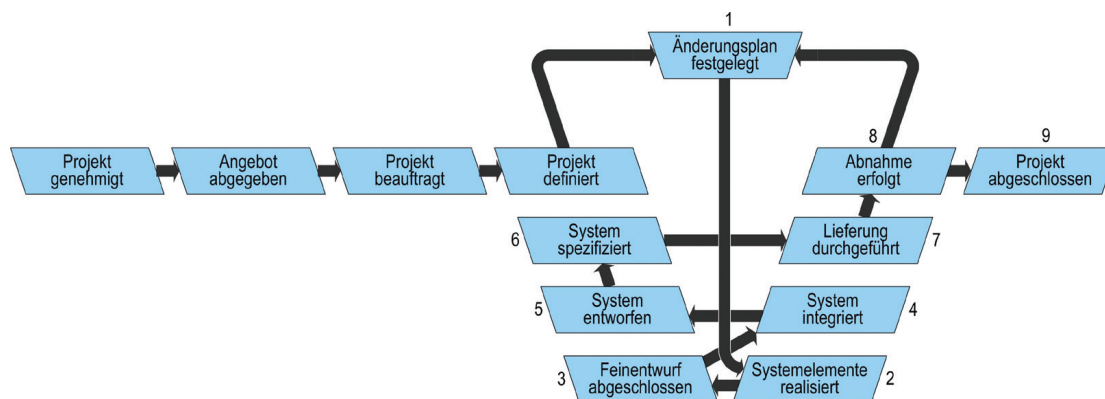 1
Änderungsplan
festgelegt
Projekt
genehmigt
Angebot
abgegeben
Projekt
beauftragt
Projekt
definiert
8
Abnahme
erfolgt
9
Projekt
abgeschlossen
6
System
spezifiziert
Lieferung
durchgeführt
7
5
System
entworfen
System
integriert
4
3
Feinentwurf
abgeschlossen
Systemelemente
realisiert
2